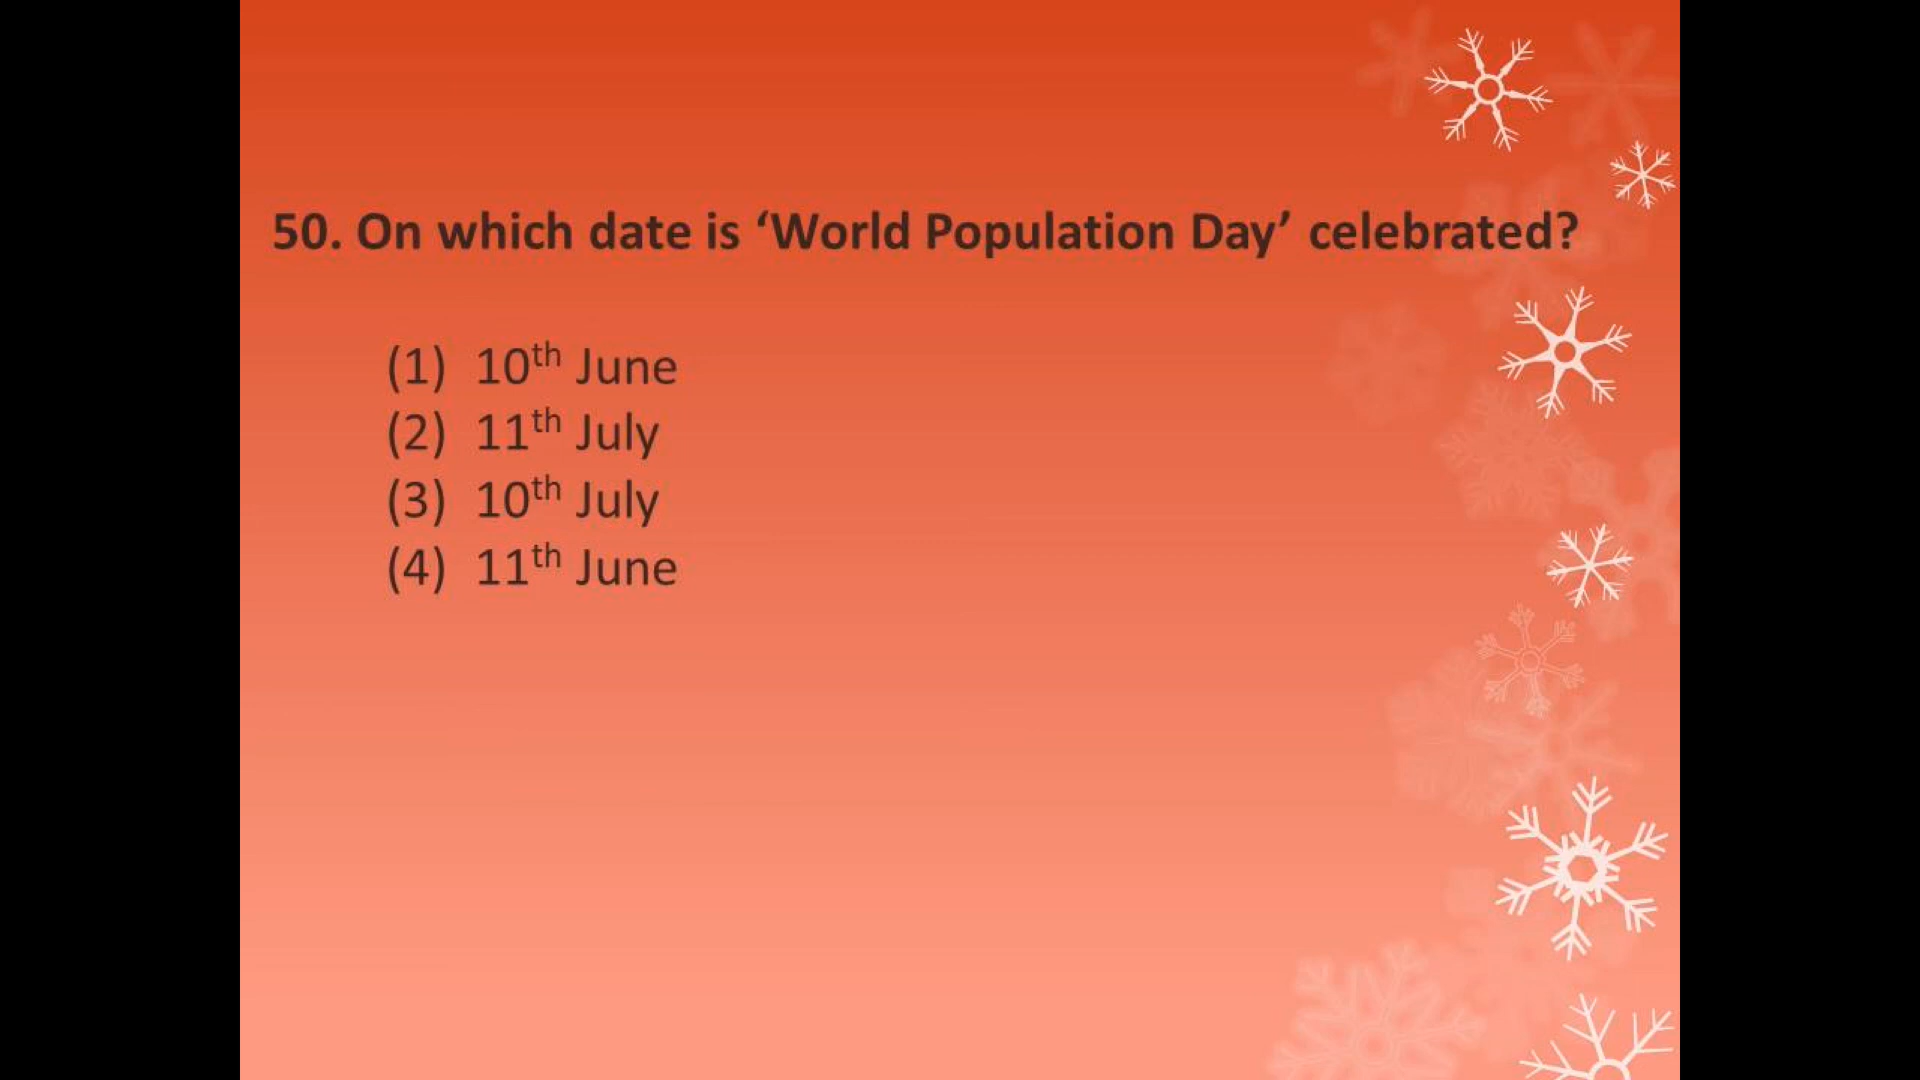 50. On which date is ‘World Population Day’ celebrated?
(1) 10th June
(2) 11th July
(3) 10th July
(4) 11th June